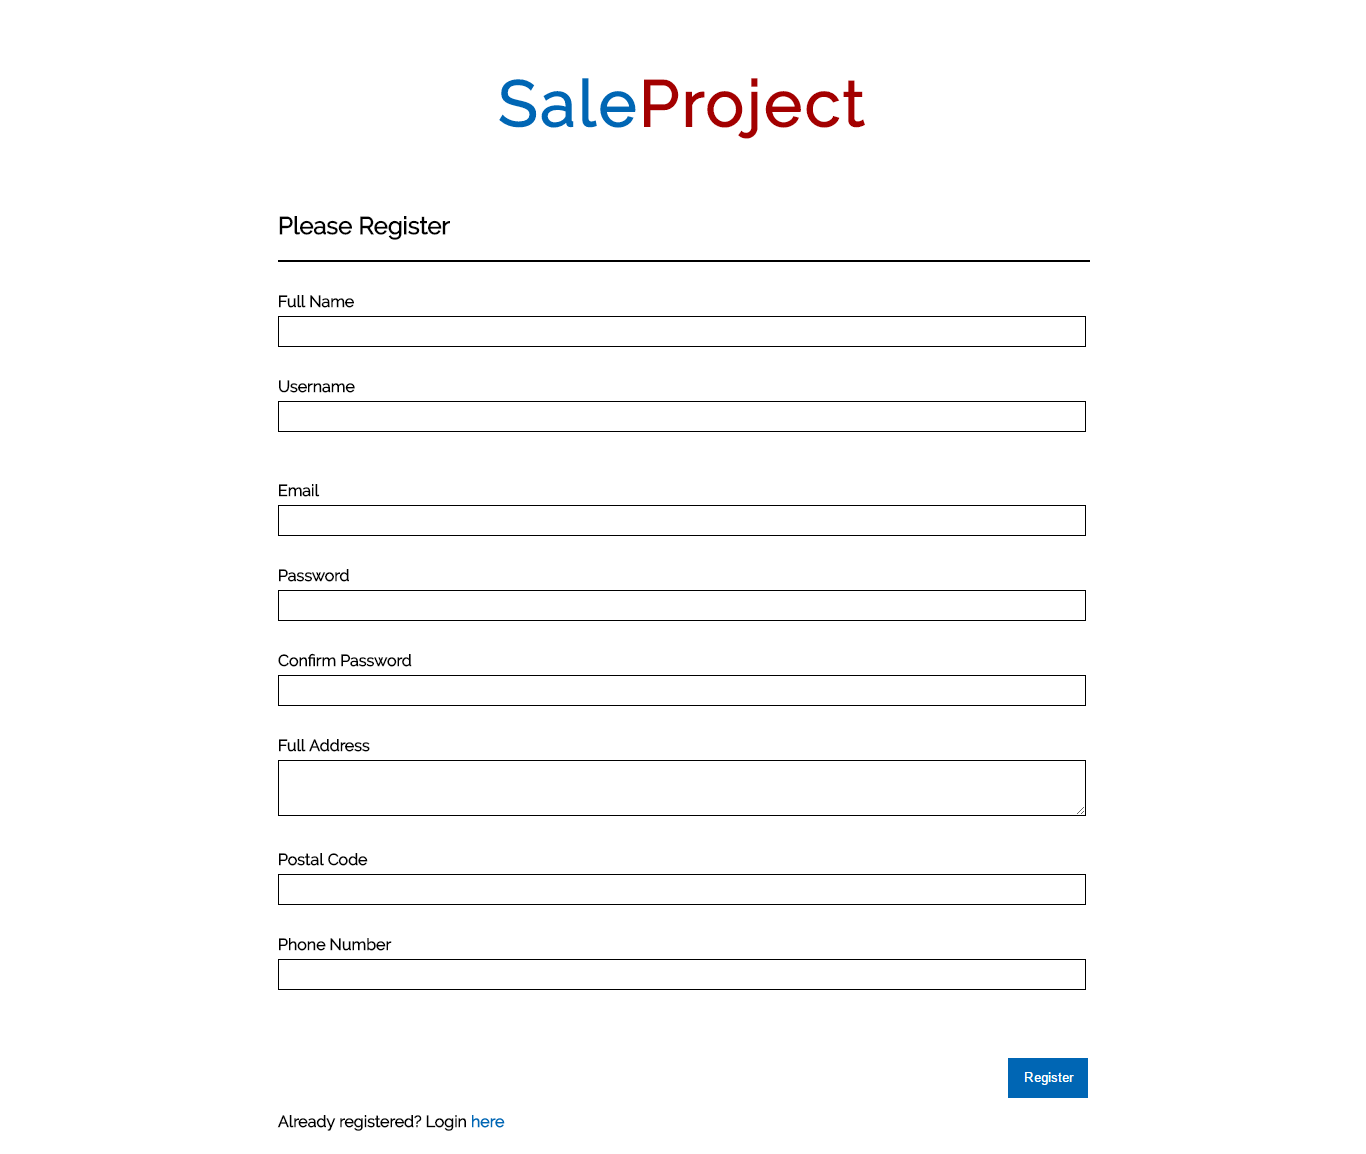 SaleProject
Please Register
Full Name
Username
Email
Password
Confirm Password
Full Address
Postal Code
Phone Number
Register
Already registered? Login here